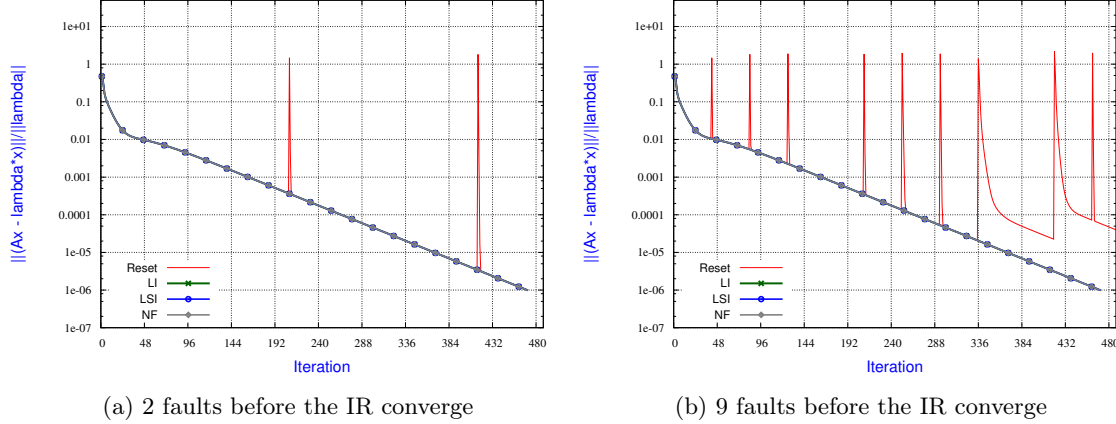 ||(Ax - lambda*x)||/||lambda||
1e+01
1
0.1
0.01
0.001
0.0001
1e-05
1e-06
1e-07
Reset
LI
LSI
NF
0 48 96 144 192 240 288 336 384 432 480
Iteration
(a) 2 faults before the IR converge
||(Ax - lambda*x)||/||lambda||
1e+01
1
0.1
0.01
0.001
0.0001
1e-05
1e-06
1e-07
Reset
LI
LSI
NF
0 48 96 144 192 240 288 336 384 432 480
Iteration
(b) 9 faults before the IR converge